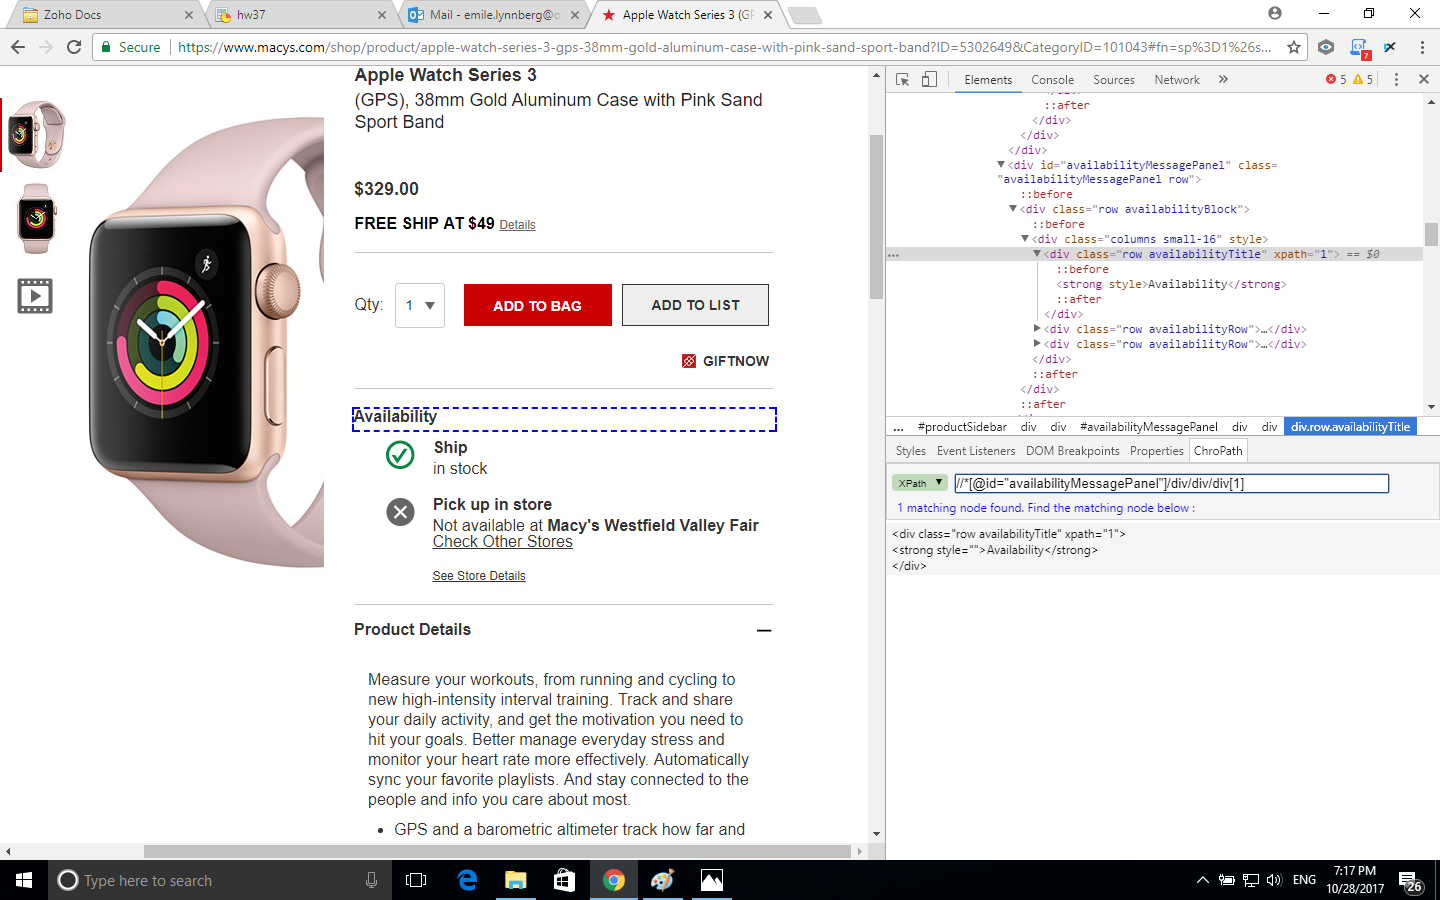 Zoho Docs
hw37
Mail - emile.lynnberg@o
Apple Watch Series 3 (GP
Secure
https://www.macys.com/shop/product/apple-watch-series-3-gps-38mm-gold-aluminum-case-with-pink-sand-sport-band?ID=5302649&CategoryID=101043#fn=sp%3D1%26s...
7
Apple Watch Series 3
(GPS), 38mm Gold Aluminum Case with Pink Sand
Sport Band
$329.00
FREE SHIP AT $49 Details
Qty: 1 ADD TO BAG ADD TO LIST
GIFTNOW
Availability
Ship
in stock
Pick up in store
Not available at Macy's Westfield Valley Fair
Check Other Stores
See Store Details
Product Details
Measure your workouts, from running and cycling to
new high-intensity interval training. Track and share
your daily activity, and get the motivation you need to
hit your goals. Better manage everyday stress and
monitor your heart rate more effectively. Automatically
sync your favorite playlists. And stay connected to the
people and info you care about most.
• GPS and a barometric altimeter track how far and
Elements Console Sources Network » 5 5
</div>
::after
</div>
</div>
</div>
<div id="availabilityMessagePanel" class=
"availabilityMessagePanel row">
::before
<div class="row availabilityBlock">
::before
<div class="columns small-16" style>
... <div class="row availabilityTitle" xpath="1"> == $0
::before
<strong style>Availability</strong>
::after
</div>
<div class="row availabilityRow">…</div>
<div class="row availabilityRow">…</div>
</div>
::after
</div>
::after
... #productSidebar div div #availabilityMessagePanel div div div.row.availabilityTitle
Styles Event Listeners DOM Breakpoints Properties ChroPath
XPath //*[@id="availabilityMessagePanel"]/div/div/div[1]
1 matching node found. Find the matching node below :
<div class="row availabilityTitle" xpath="1">
<strong style="">Availability</strong>
</div>
Type here to search
ENG
7:17 PM
10/28/2017
26